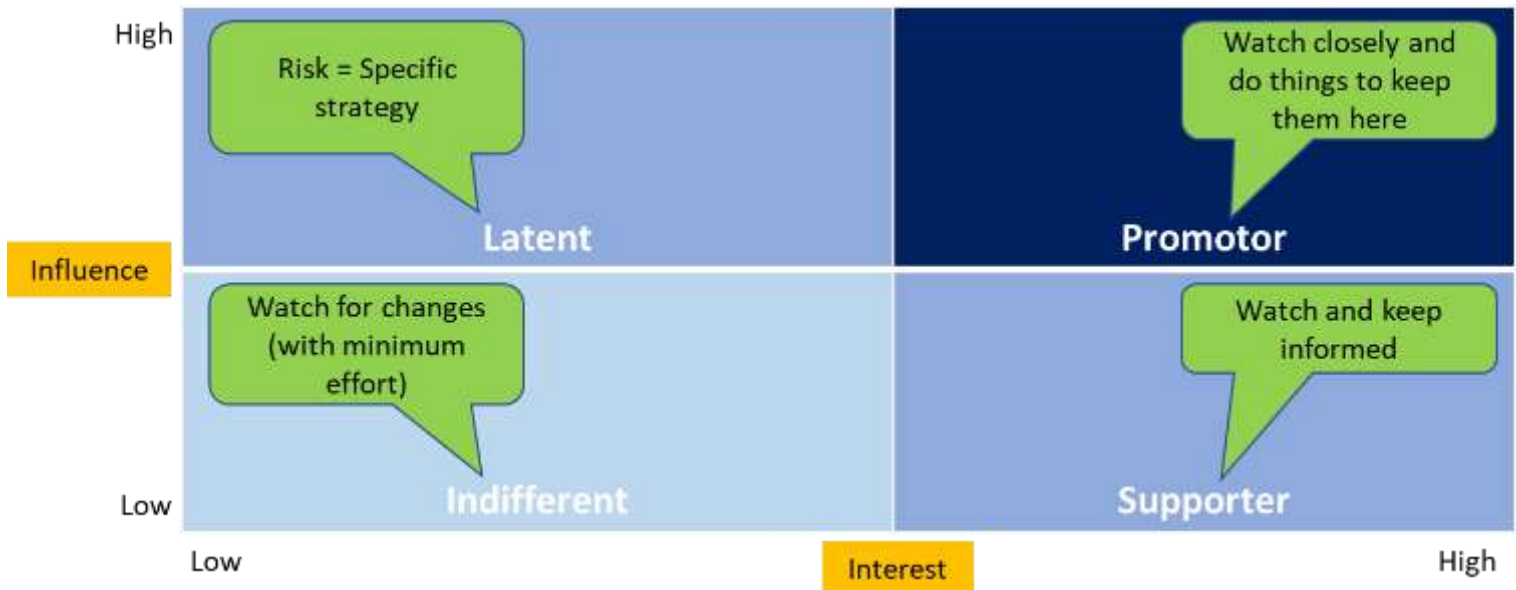 High
Risk = Specific
strategy
Latent
Watch closely and
do things to keep
them here
Promotor
Influence
Watch for changes
(with minimum
effort)
Indifferent
Watch and keep
informed
Supporter
Low
Low
Interest
High